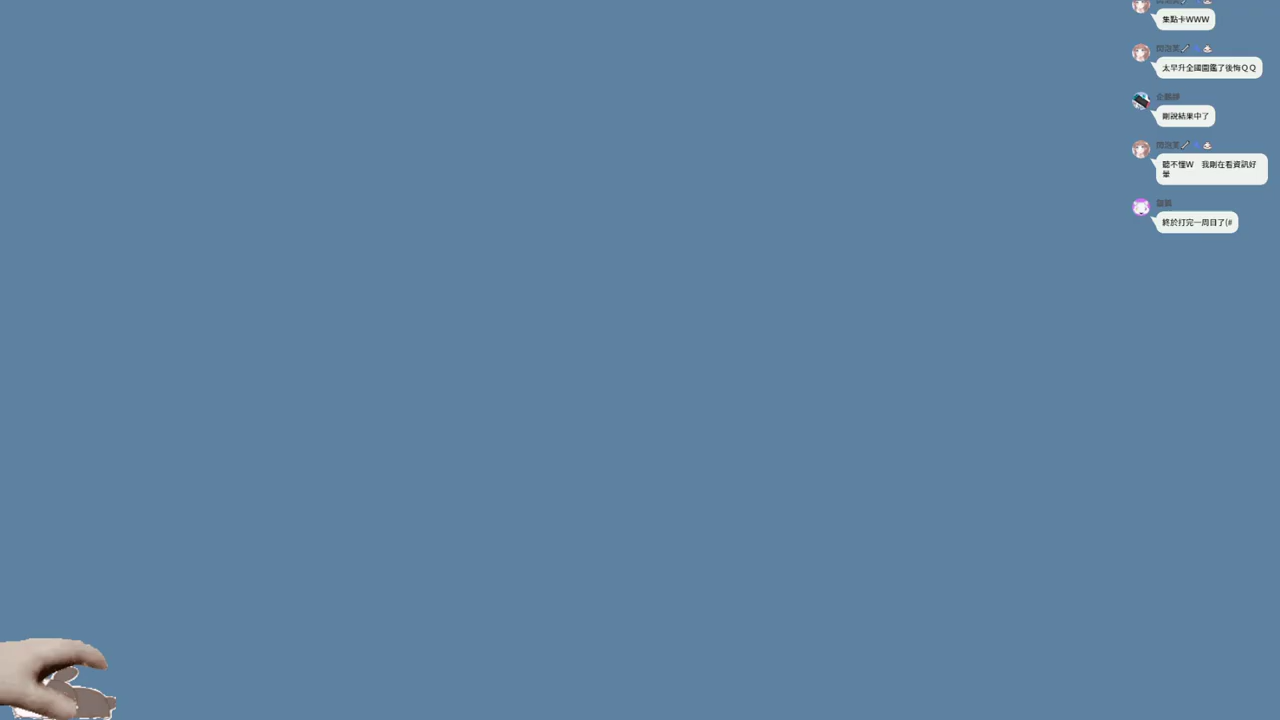 集點卡WWW
太早升全國圖鑑了後悔ＱＱ
剛說結果中了
聽不懂W　我剛在看資訊好
暈
終於打完一周目了(#